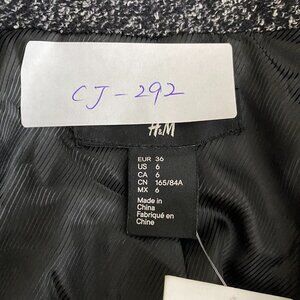 CJ-292
H&M
EUR 36
US 6
CA 6
CN 165/84A
MX 6
Made in
China
Fabriqué en
Chine